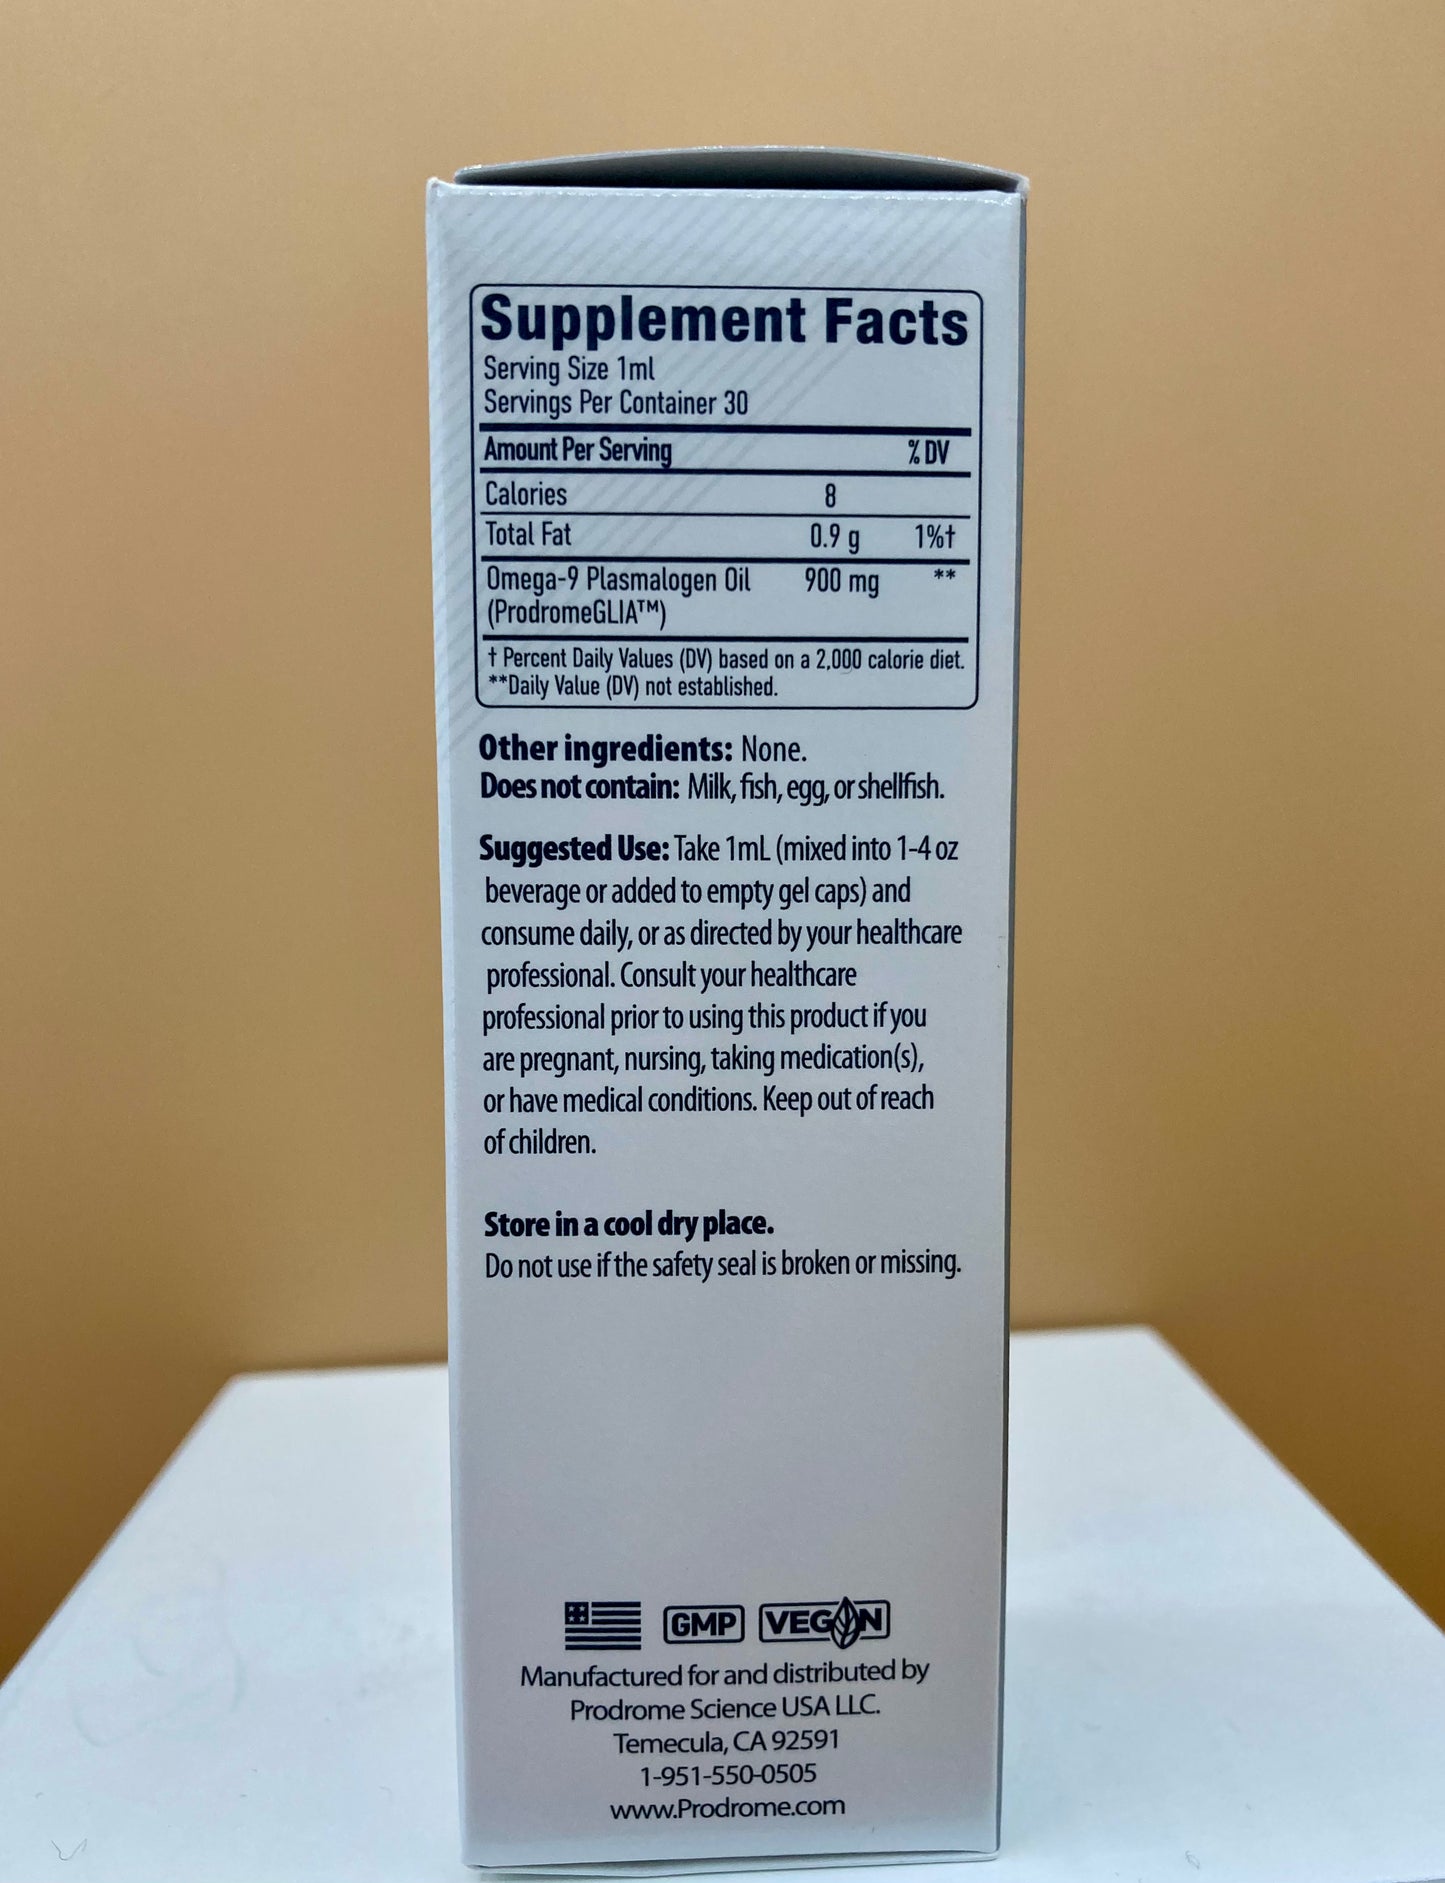 Supplement Facts
Serving Size 1ml
Servings Per Container 30
Amount Per Serving % DV
Calories 8
Total Fat 0.9 g 1%†
Omega-9 Plasmalogen Oil 900 mg **
(ProdromeGLIA™)
† Percent Daily Values (DV) based on a 2,000 calorie diet.
**Daily Value (DV) not established.
Other ingredients: None.
Does not contain: Milk, fish, egg, or shellfish.
Suggested Use: Take 1mL (mixed into 1-4 oz
beverage or added to empty gel caps) and
consume daily, or as directed by your healthcare
professional. Consult your healthcare
professional prior to using this product if you
are pregnant, nursing, taking medication(s),
or have medical conditions. Keep out of reach
of children.
Store in a cool dry place.
Do not use if the safety seal is broken or missing.
GMP VEGAN
Manufactured for and distributed by
Prodrome Science USA LLC.
Temecula, CA 92591
1-951-550-0505
www.Prodrome.com